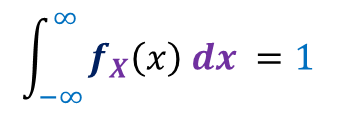 ∫_{-∞}^{∞} f_X(x) dx = 1